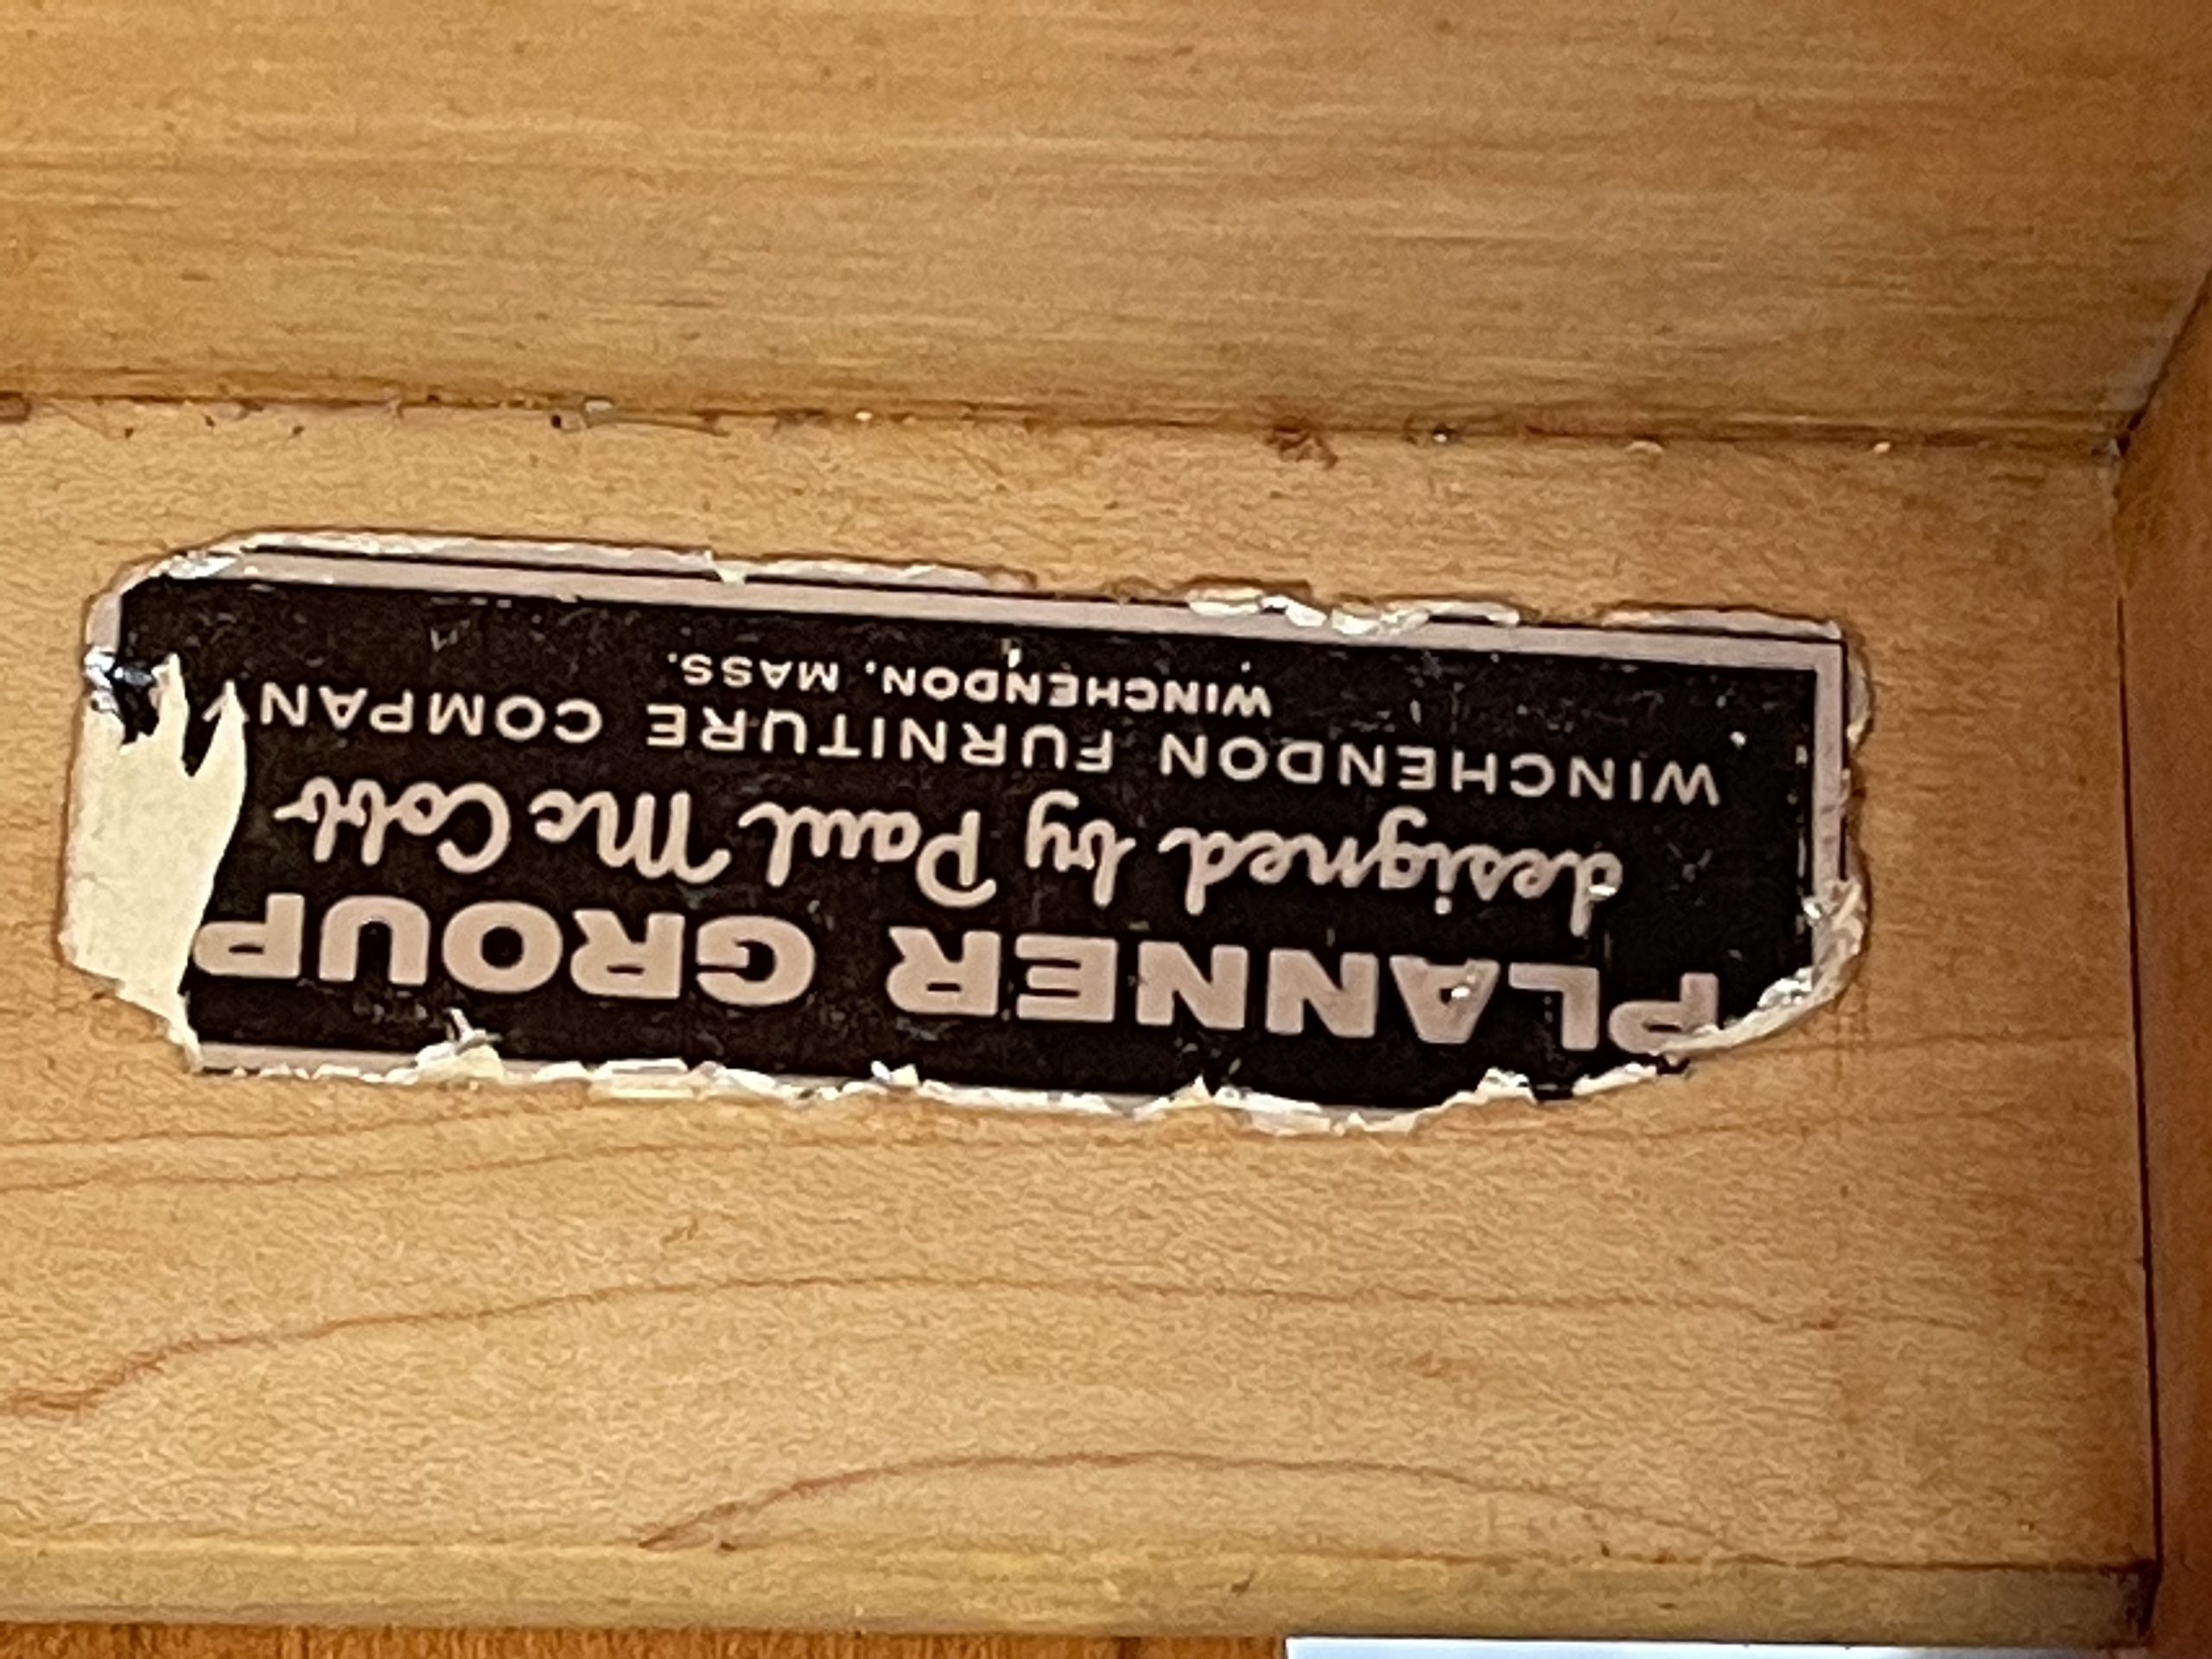 PLANNER GROUP
designed by Paul McCobb
WINCHENDON FURNITURE COMPANY
WINCHENDON, MASS.